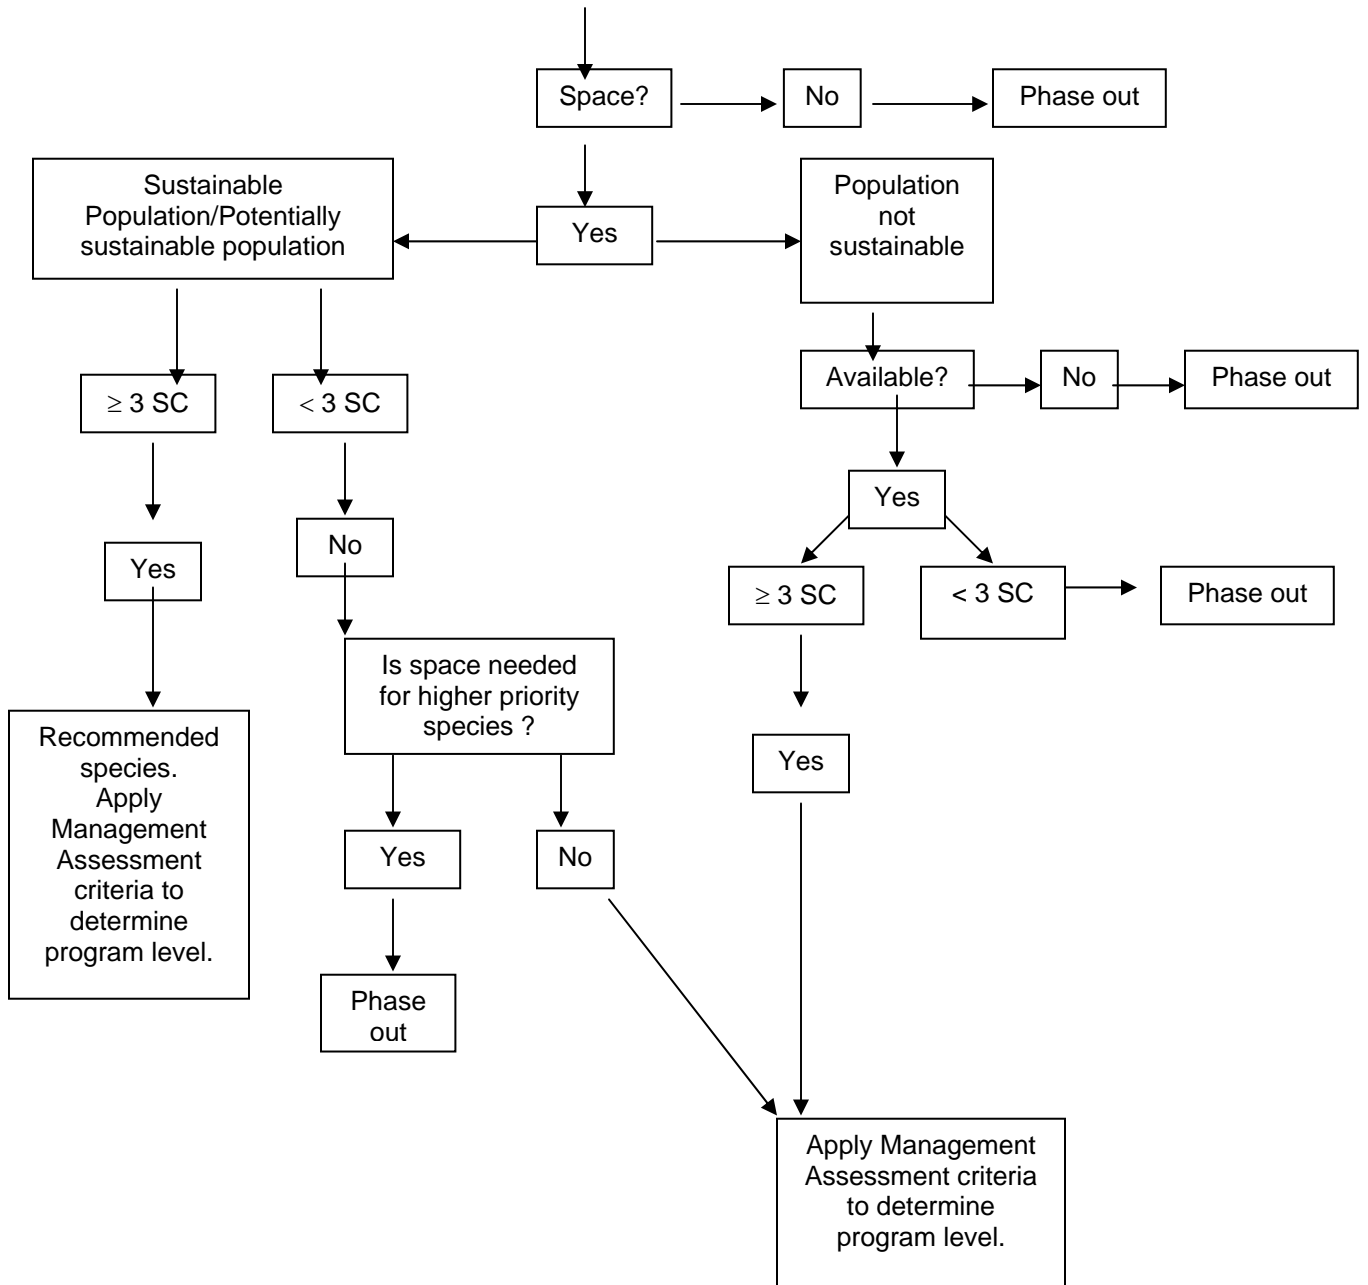 Space?
No
Phase out
Sustainable
Population/Potentially
sustainable population
Yes
Population
not
sustainable
≥ 3 SC
< 3 SC
Available?
No
Phase out
Yes
No
Yes
≥ 3 SC
< 3 SC
Phase out
Is space needed
for higher priority
species ?
Recommended
species.
Apply
Management
Assessment
criteria to
determine
program level.
Yes
Yes
No
Phase
out
Apply Management
Assessment criteria
to determine
program level.